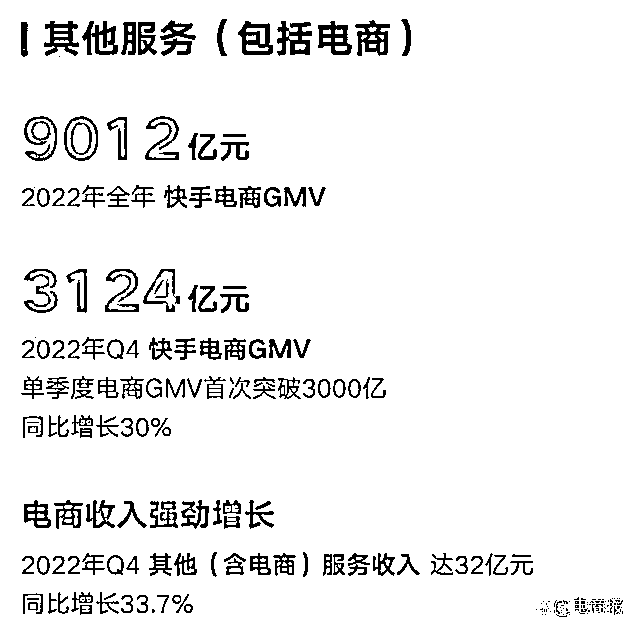 其他服务（包括电商）
9012亿元
2022年全年 快手电商GMV
3124亿元
2022年Q4 快手电商GMV
单季度电商GMV首次突破3000亿
同比增长30%
电商收入强劲增长
2022年Q4 其他（含电商）服务收入 达32亿元
同比增长33.7%
@电商报